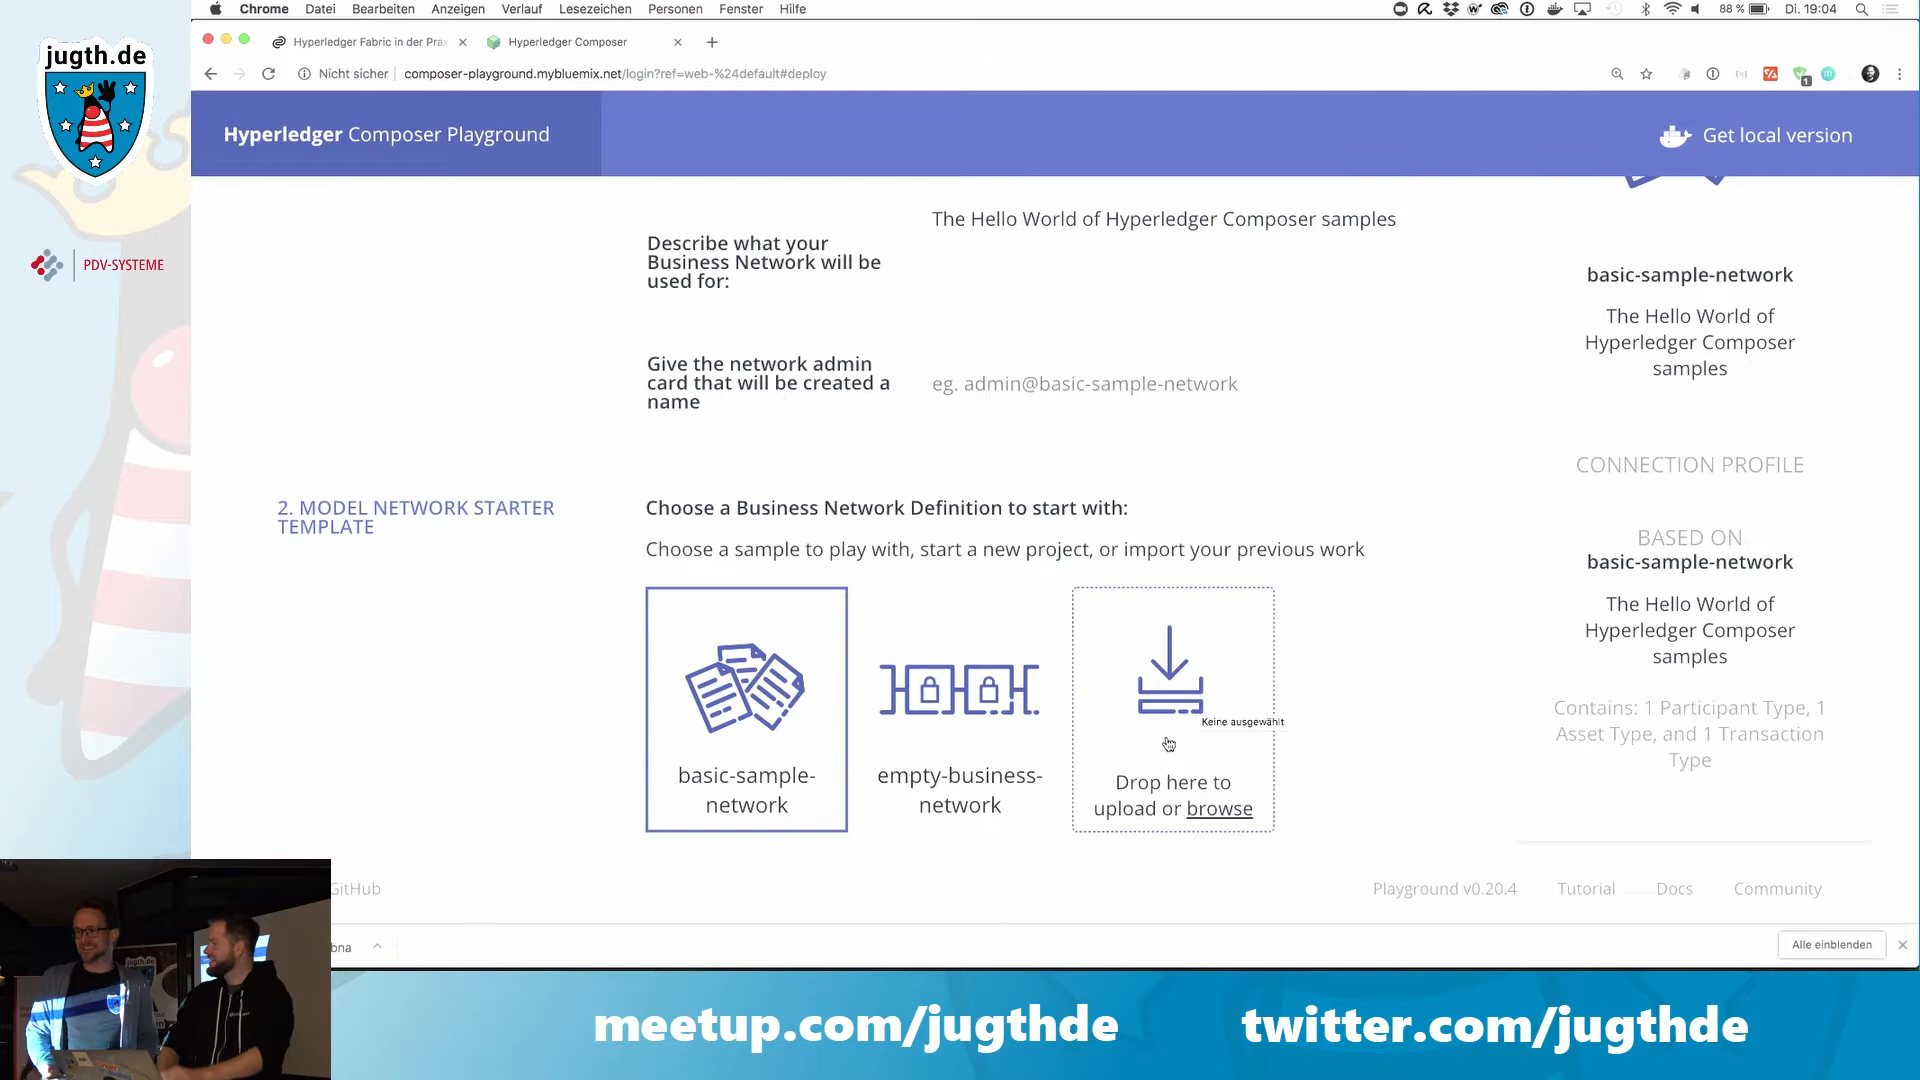 Chrome Datei Bearbeiten Anzeigen Verlauf Lesezeichen Personen Fenster Hilfe
88 % Di. 19:04
jugth.de
Hyperledger Fabric in der Prax
Hyperledger Composer
Nicht sicher
composer-playground.mybluemix.net/login?ref=web-%24default#deploy
1
Hyperledger Composer Playground
Get local version
PDV-SYSTEME
Describe what your
Business Network will be
used for:
The Hello World of Hyperledger Composer samples
Give the network admin
card that will be created a
name
eg. admin@basic-sample-network
2. MODEL NETWORK STARTER
TEMPLATE
Choose a Business Network Definition to start with:
Choose a sample to play with, start a new project, or import your previous work
basic-sample-
network
empty-business-
network
Keine ausgewählt
Drop here to
upload or browse
basic-sample-network
The Hello World of
Hyperledger Composer
samples
CONNECTION PROFILE
BASED ON
basic-sample-network
The Hello World of
Hyperledger Composer
samples
Contains: 1 Participant Type, 1
Asset Type, and 1 Transaction
Type
GitHub
Playground v0.20.4
Tutorial
Docs
Community
bna
Alle einblenden
jugth.de
meetup.com/jugthde
twitter.com/jugthde